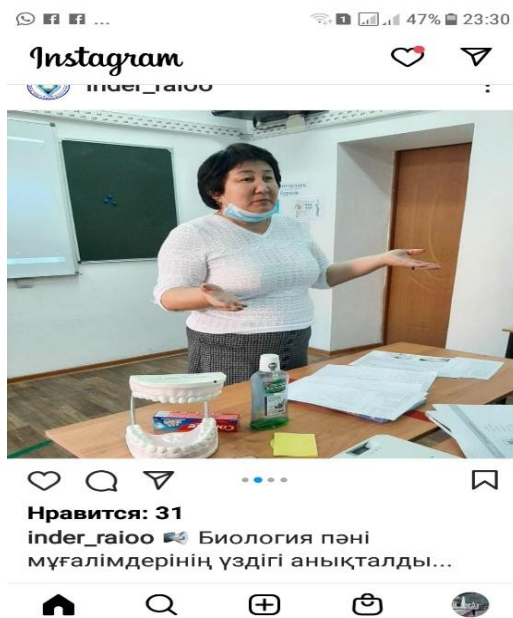 ... 47% 23:30
Instagram
inder_raioo
Нравится: 31
inder_raioo Биология пәні
мұғалімдерінің үздігі анықталды...